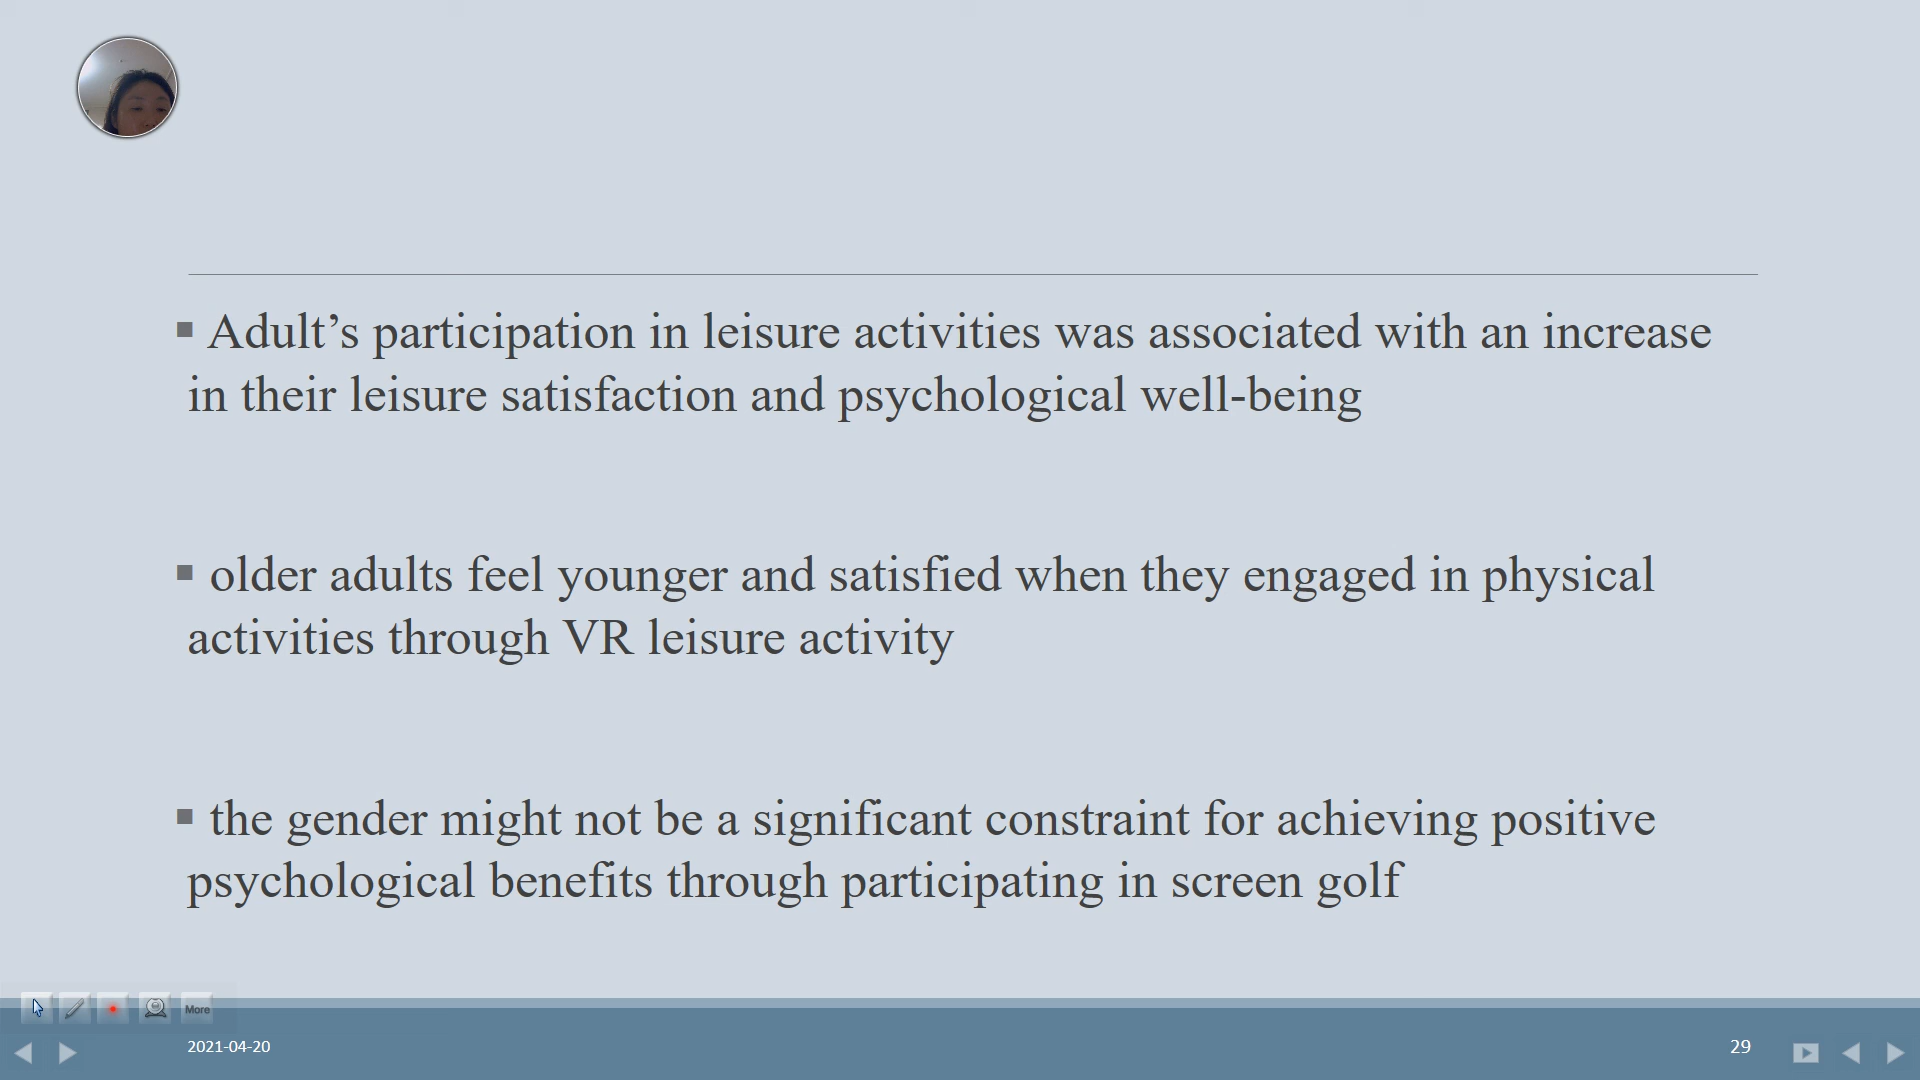 Adult’s participation in leisure activities was associated with an increase
in their leisure satisfaction and psychological well-being
older adults feel younger and satisfied when they engaged in physical
activities through VR leisure activity
the gender might not be a significant constraint for achieving positive
psychological benefits through participating in screen golf
More
2021-04-20
29